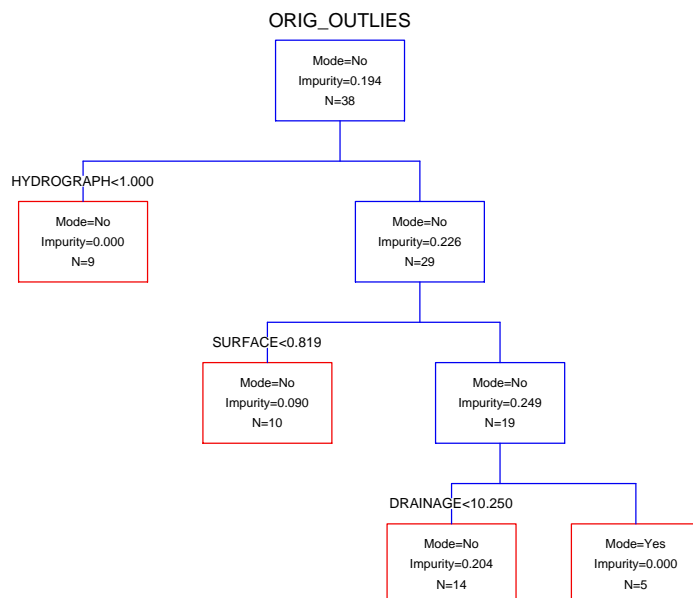 ORIG_OUTLIES
Mode=No
Impurity=0.194
N=38
HYDROGRAPH<1.000
Mode=No
Impurity=0.000
N=9
Mode=No
Impurity=0.226
N=29
SURFACE<0.819
Mode=No
Impurity=0.090
N=10
Mode=No
Impurity=0.249
N=19
DRAINAGE<10.250
Mode=No
Impurity=0.204
N=14
Mode=Yes
Impurity=0.000
N=5